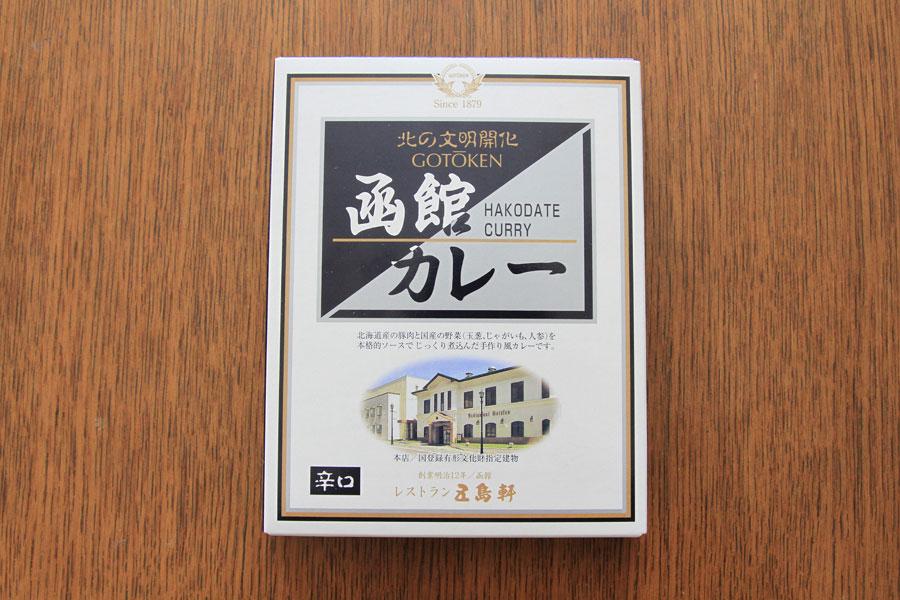 GOTOKEN
Since 1879
北の文明開化
GOTŌKEN
函館
HAKODATE
CURRY
カレー
北海道産の豚肉と国産の野菜(玉葱、じゃがいも、人参)を
本格的ソースでじっくり煮込んだ手作り風カレーです。
Restaurant Gotoken
本店/国登録有形文化財指定建物
創業明治12年/函館
辛口
レストラン 五島軒